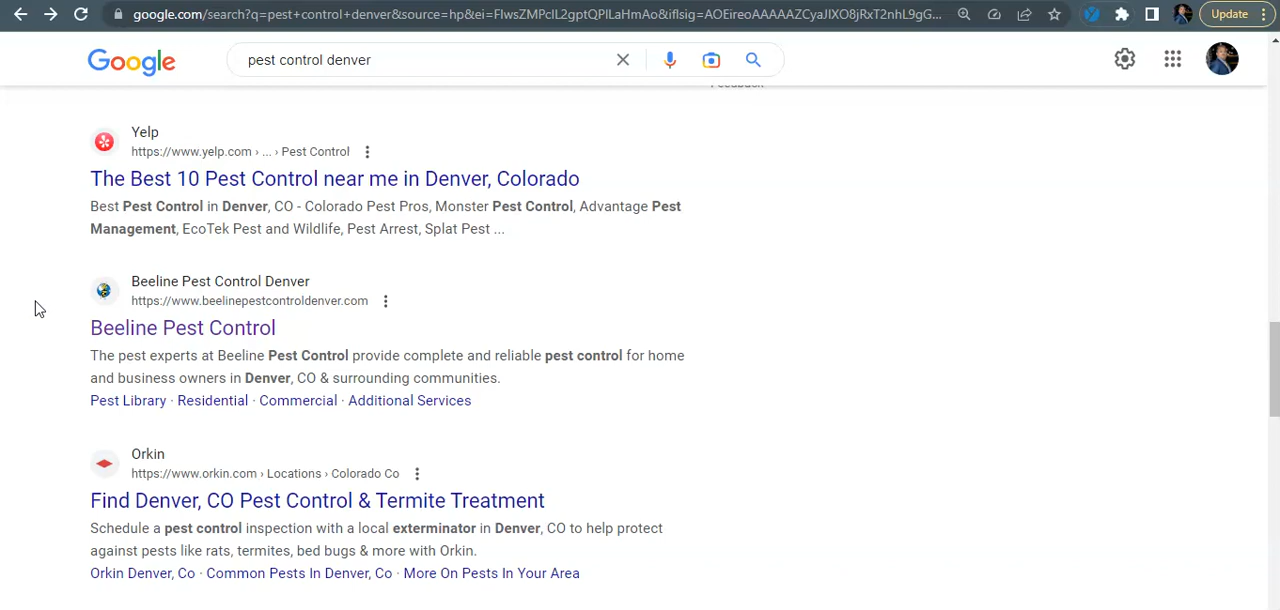 google.com/search?q=pest+control+denver&source=hp&ei=FIwsZMPcIL2gptQPlLaHmAo&iflsig=AOEireoAAAAAZCyaJIXO8jRxT2nhL9gG...
Update
Google
pest control denver
Feedback
Yelp
https://www.yelp.com › ... › Pest Control
The Best 10 Pest Control near me in Denver, Colorado
Best Pest Control in Denver, CO - Colorado Pest Pros, Monster Pest Control, Advantage Pest
Management, EcoTek Pest and Wildlife, Pest Arrest, Splat Pest ...
Beeline Pest Control Denver
https://www.beelinepestcontroldenver.com
Beeline Pest Control
The pest experts at Beeline Pest Control provide complete and reliable pest control for home
and business owners in Denver, CO & surrounding communities.
Pest Library · Residential · Commercial · Additional Services
Orkin
https://www.orkin.com › Locations › Colorado Co
Find Denver, CO Pest Control & Termite Treatment
Schedule a pest control inspection with a local exterminator in Denver, CO to help protect
against pests like rats, termites, bed bugs & more with Orkin.
Orkin Denver, Co · Common Pests In Denver, Co · More On Pests In Your Area